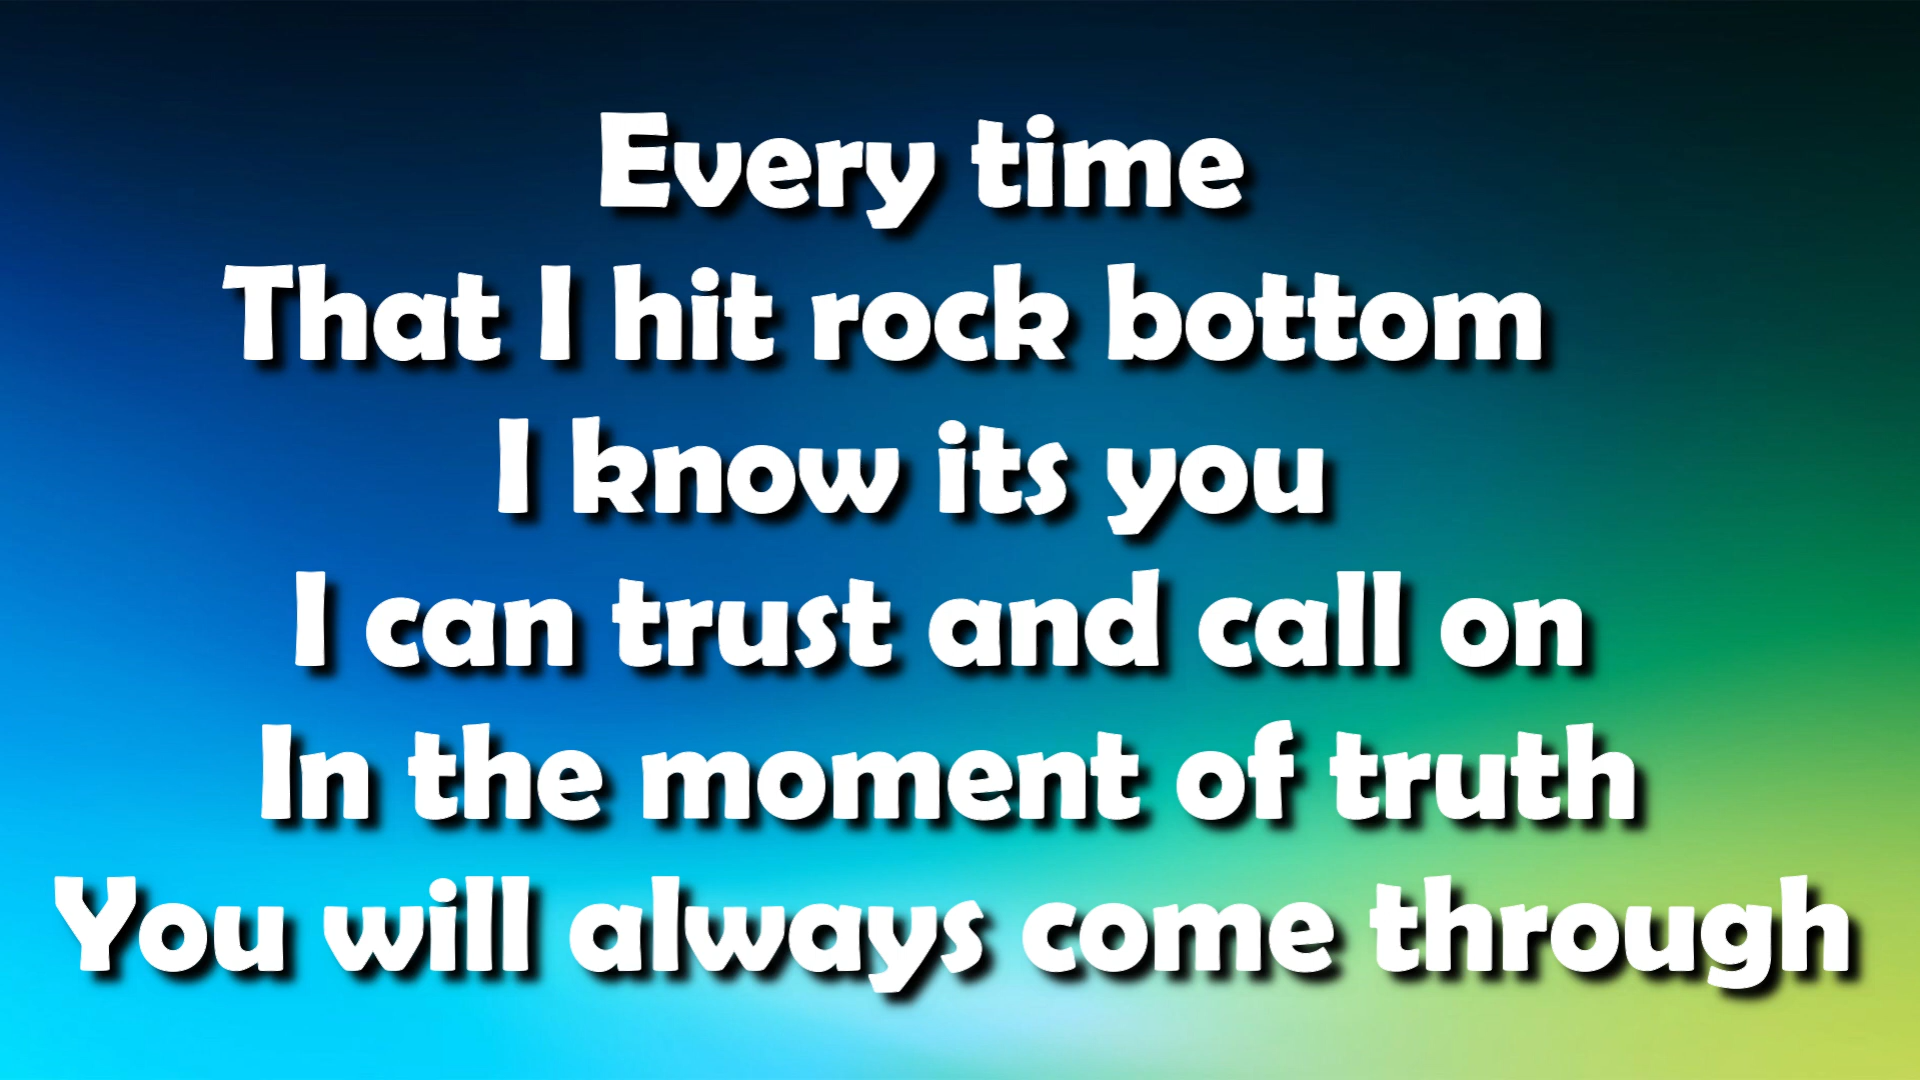 Every time
That I hit rock bottom
I know its you
I can trust and call on
In the moment of truth
You will always come through